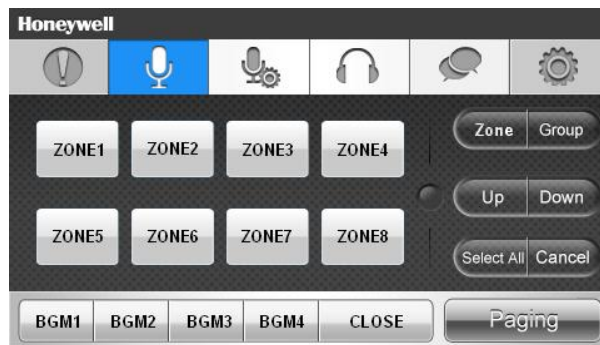 Honeywell
ZONE1 ZONE2 ZONE3 ZONE4 Zone Group
Up Down
ZONE5 ZONE6 ZONE7 ZONE8
Select All Cancel
BGM1 BGM2 BGM3 BGM4 CLOSE Paging